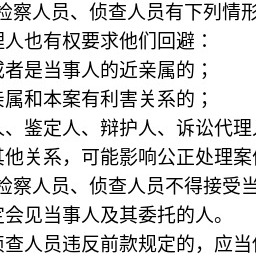 检察人员、侦查人员有下列情形
理人也有权要求他们回避：
或者是当事人的近亲属的；
亲属和本案有利害关系的；
人、鉴定人、辩护人、诉讼代理
其他关系，可能影响公正处理案
检察人员、侦查人员不得接受当
定会见当事人及其委托的人。
侦查人员违反前款规定的，应当